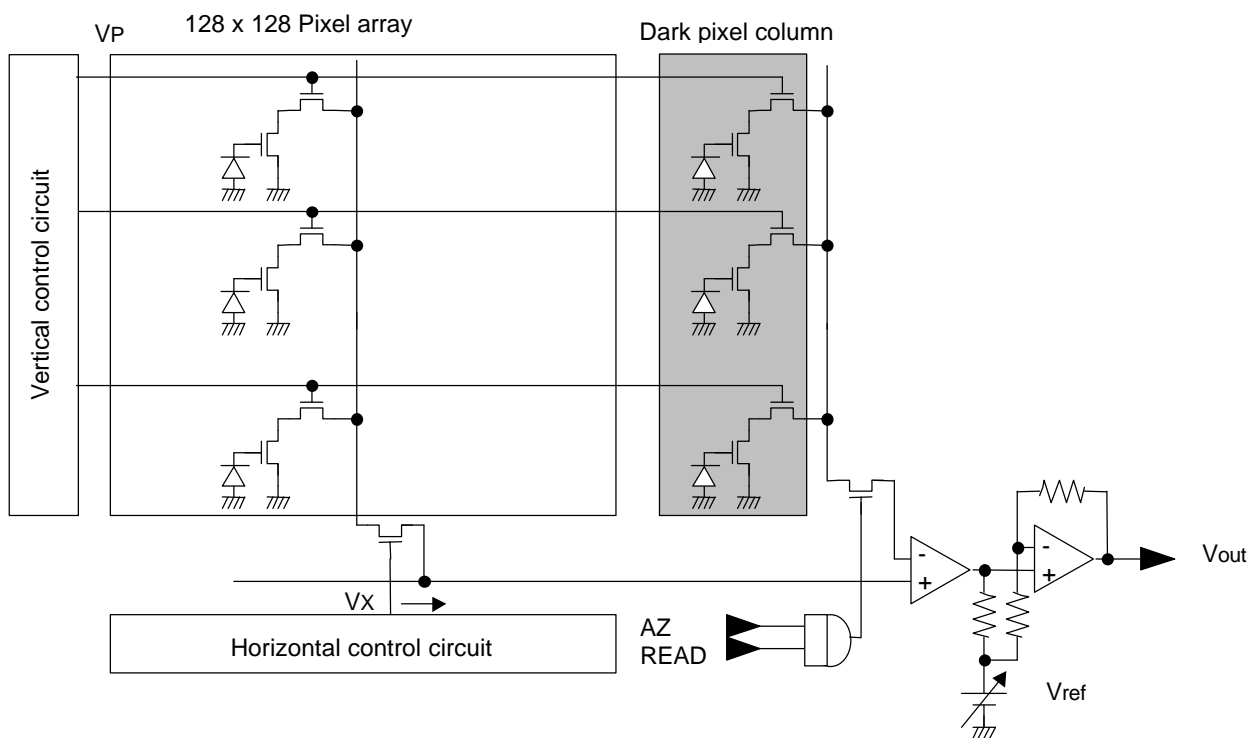 128 x 128 Pixel array
VP
Dark pixel column
Vertical control circuit
-
+
-
+
Vout
VX
AZ
READ
Horizontal control circuit
Vref